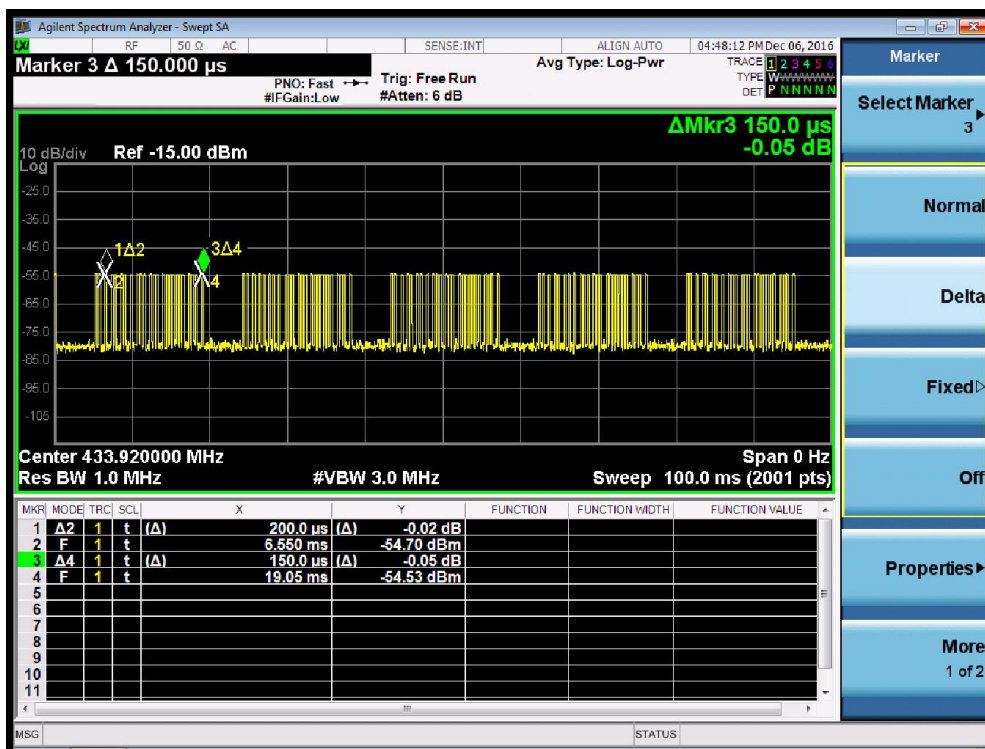 Agilent Spectrum Analyzer - Swept SA
LXI RF 50 Ω AC SENSE:INT ALIGN AUTO 04:48:12 PM Dec 06, 2016
Marker 3 Δ 150.000 μs
PNO: Fast
#IFGain:Low
Trig: Free Run
#Atten: 6 dB
Avg Type: Log-Pwr
TRACE 1 2 3 4 5 6
TYPE WWWWWW
DET P N N N N N
ΔMkr3 150.0 μs
-0.05 dB
10 dB/div Ref -15.00 dBm
Log
-25.0
-35.0
-45.0
-55.0
-65.0
-75.0
-85.0
-95.0
-105
1Δ2
3Δ4
2
4
Center 433.920000 MHz Span 0 Hz
Res BW 1.0 MHz #VBW 3.0 MHz Sweep 100.0 ms (2001 pts)
MKR MODE TRC SCL X Y FUNCTION FUNCTION WIDTH FUNCTION VALUE
1 Δ2 1 t (Δ) 200.0 μs (Δ) -0.02 dB
2 F 1 t 6.550 ms -54.70 dBm
3 Δ4 1 t (Δ) 150.0 μs (Δ) -0.05 dB
4 F 1 t 19.05 ms -54.53 dBm
5
6
7
8
9
10
11
MSG STATUS
Marker
Select Marker
3
Normal
Delta
Fixed
Off
Properties
More
1 of 2